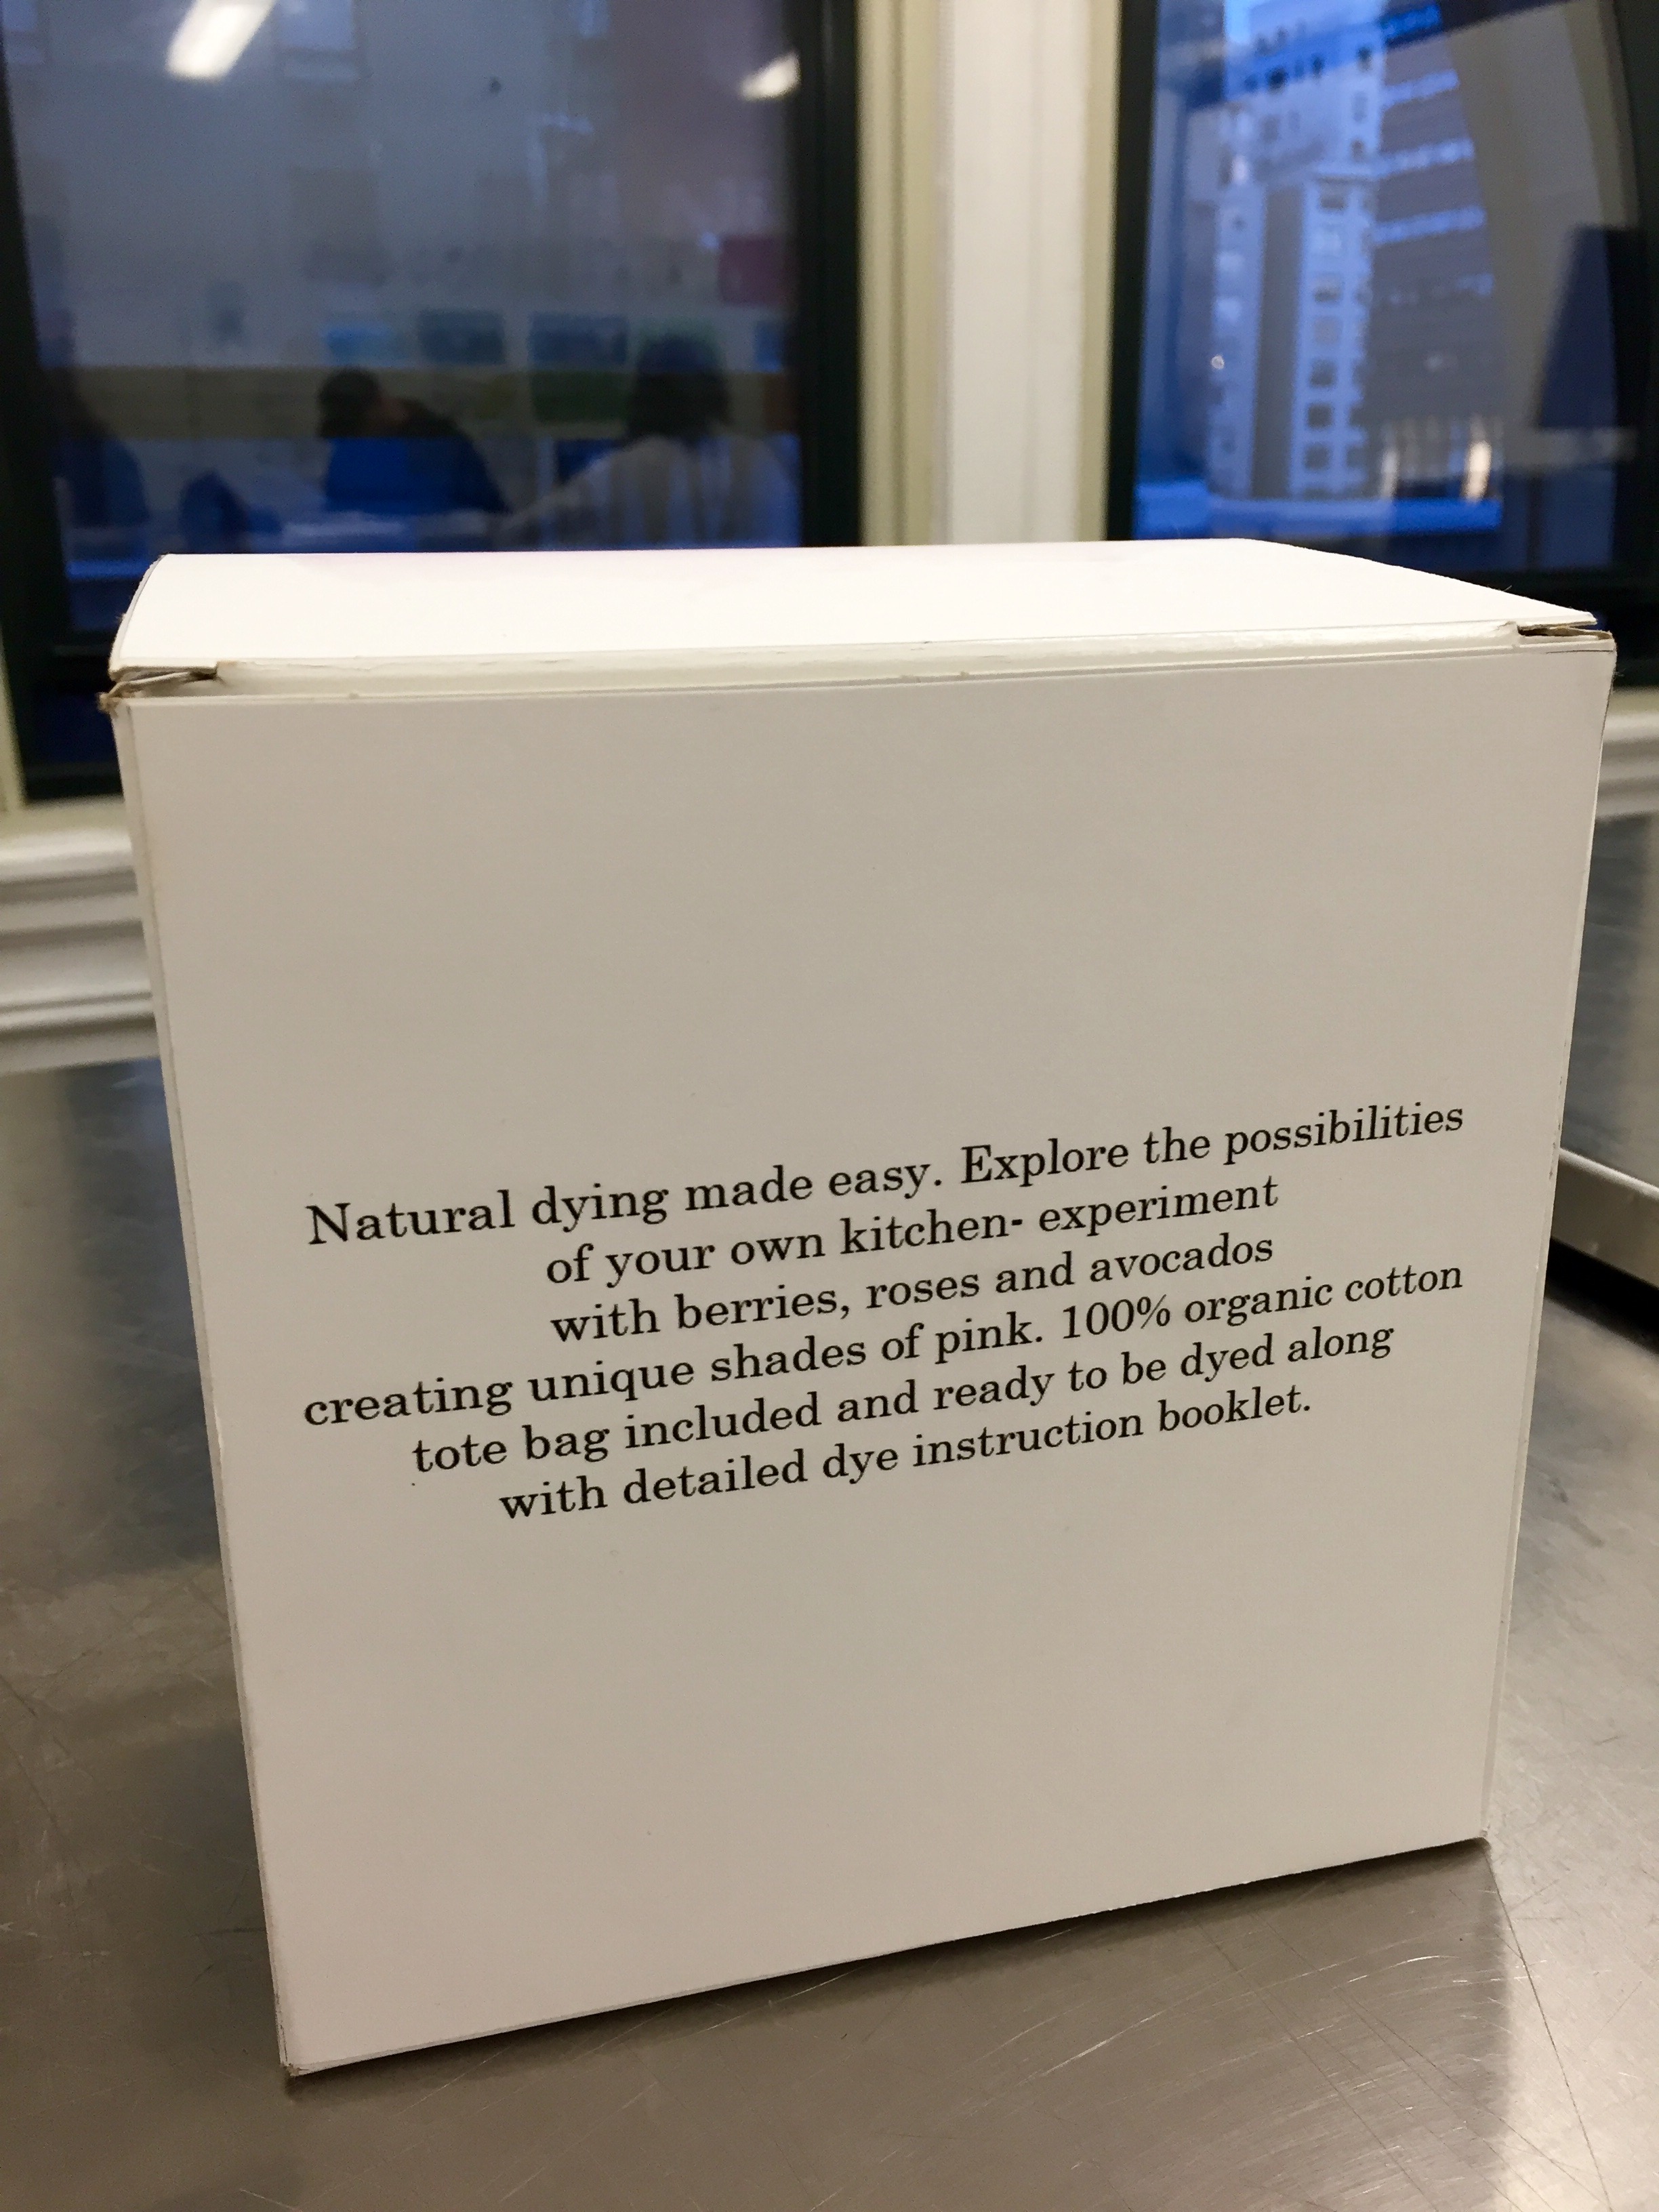 Natural dying made easy. Explore the possibilities
of your own kitchen- experiment
with berries, roses and avocados
creating unique shades of pink. 100% organic cotton
tote bag included and ready to be dyed along
with detailed dye instruction booklet.